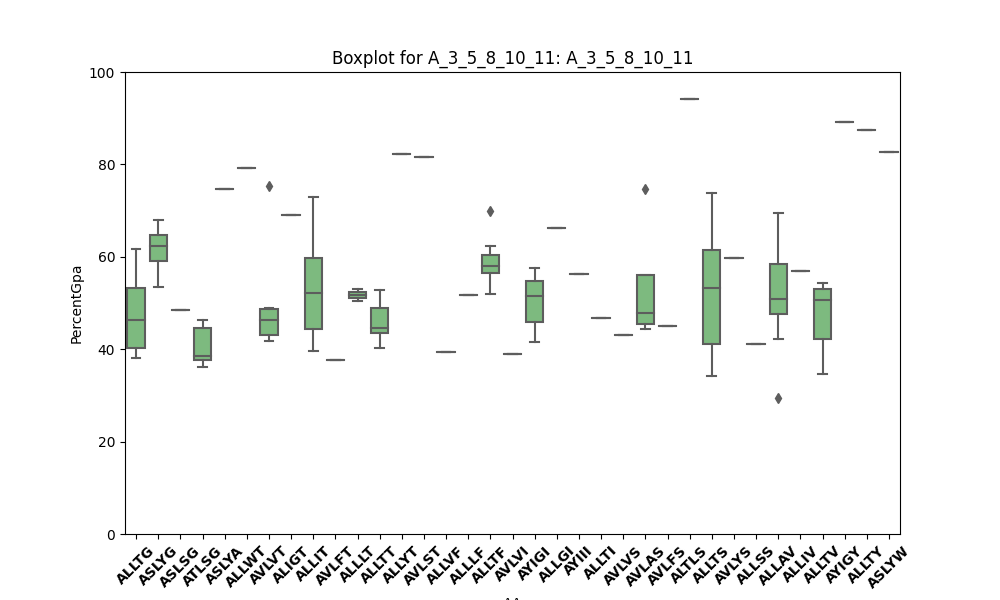 Boxplot for A_3_5_8_10_11: A_3_5_8_10_11
100
80
60
40
20
0
PercentGpa
ALLTG
ASLYG
ASLSG
ATLSG
ASLYA
ALLWT
AVLVT
ALIGT
ALLIT
AVLFT
ALLLT
ALLTT
ALLYT
AVLST
ALLVF
ALLLF
ALLTF
AVLVI
AYIGI
ALLGI
AYIII
ALLTI
AVLVS
AVLAS
AVLFS
ALTLS
ALLTS
AVLYS
ALLSS
ALLAV
ALLIV
ALLTV
AYIGY
ALLTY
ASLYW